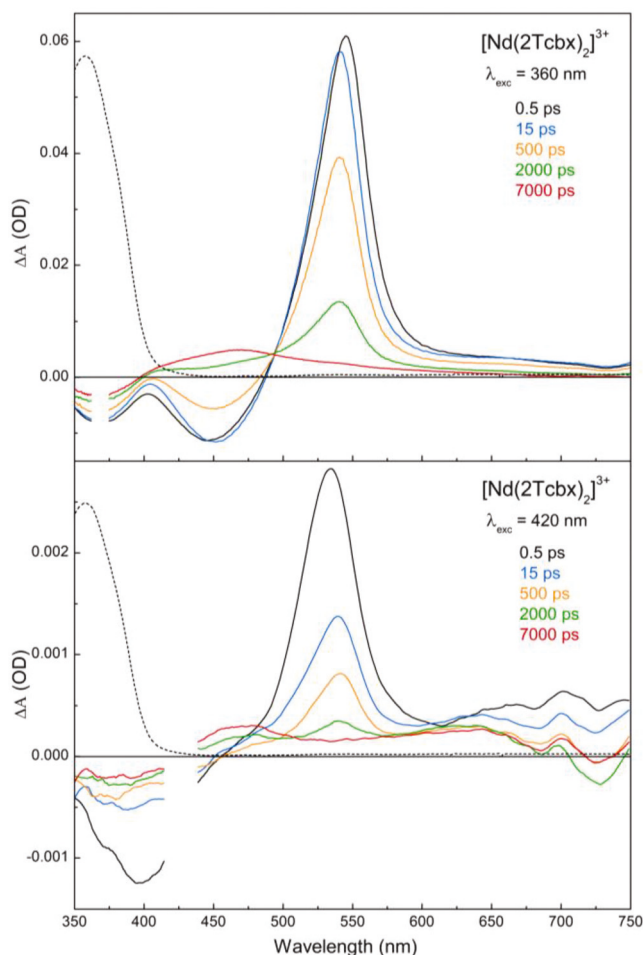 0.06
[Nd(2Tcbx)₂]³⁺
λexc = 360 nm
0.5 ps
15 ps
500 ps
2000 ps
7000 ps
0.04
ΔA (OD)
0.02
0.00
[Nd(2Tcbx)₂]³⁺
λexc = 420 nm
0.5 ps
15 ps
500 ps
2000 ps
7000 ps
0.002
0.001
ΔA (OD)
0.000
-0.001
350 400 450 500 550 600 650 700 750
Wavelength (nm)